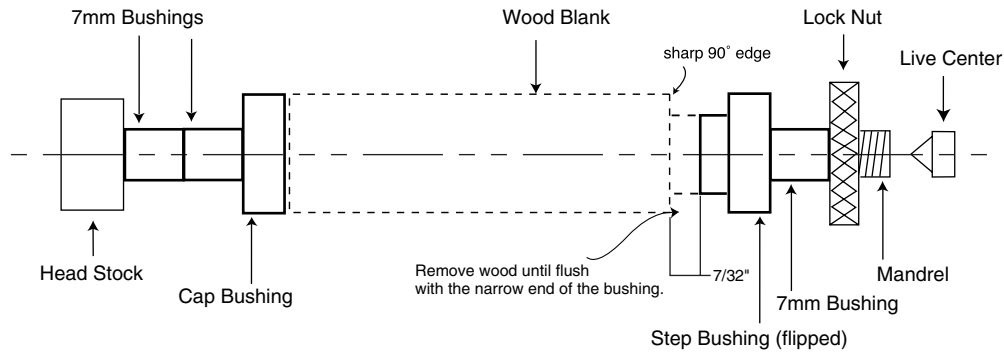 7mm Bushings
Wood Blank
Lock Nut
sharp 90˚ edge
Live Center
Head Stock
Cap Bushing
Remove wood until flush
with the narrow end of the bushing.
7/32"
Mandrel
7mm Bushing
Step Bushing (flipped)